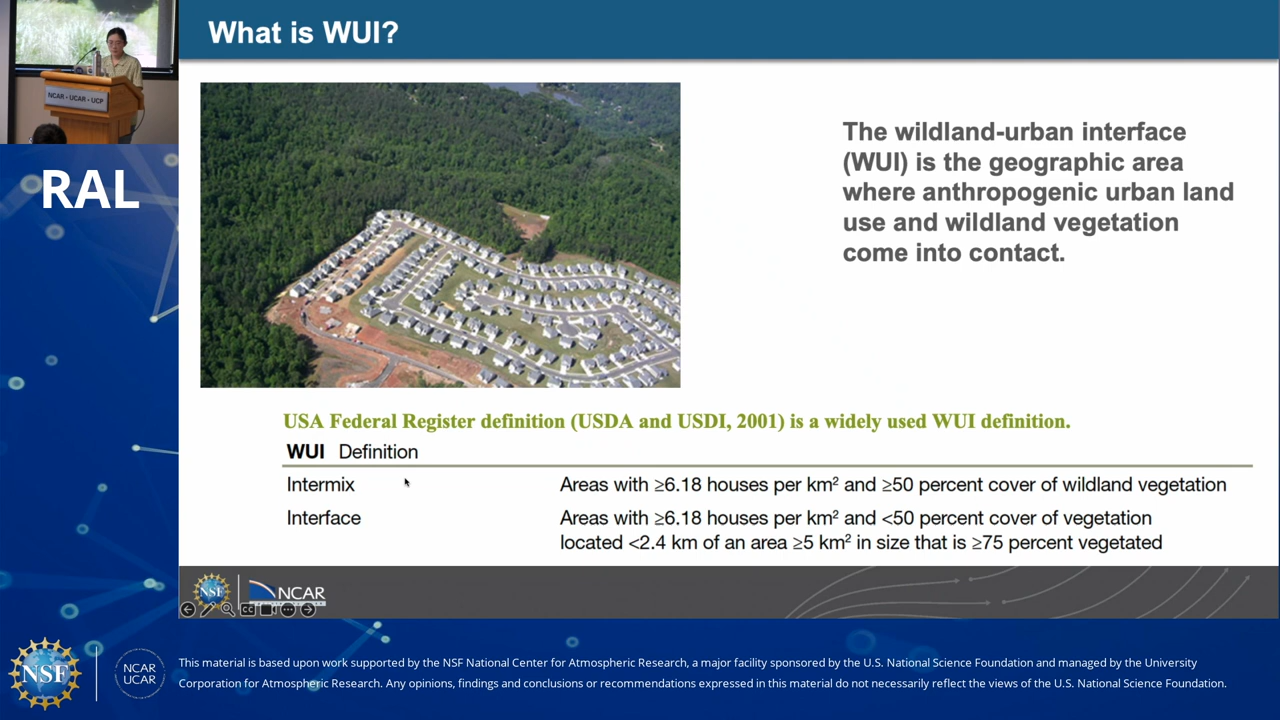 What is WUI?
NCAR • UCAR • UCP
RAL
The wildland-urban interface
(WUI) is the geographic area
where anthropogenic urban land
use and wildland vegetation
come into contact.
USA Federal Register definition (USDA and USDI, 2001) is a widely used WUI definition.
WUI Definition
Intermix Areas with ≥6.18 houses per km² and ≥50 percent cover of wildland vegetation
Interface Areas with ≥6.18 houses per km² and <50 percent cover of vegetation
located <2.4 km of an area ≥5 km² in size that is ≥75 percent vegetated
NSF NCAR
CC
NSF
NCAR
UCAR
This material is based upon work supported by the NSF National Center for Atmospheric Research, a major facility sponsored by the U.S. National Science Foundation and managed by the University
Corporation for Atmospheric Research. Any opinions, findings and conclusions or recommendations expressed in this material do not necessarily reflect the views of the U.S. National Science Foundation.